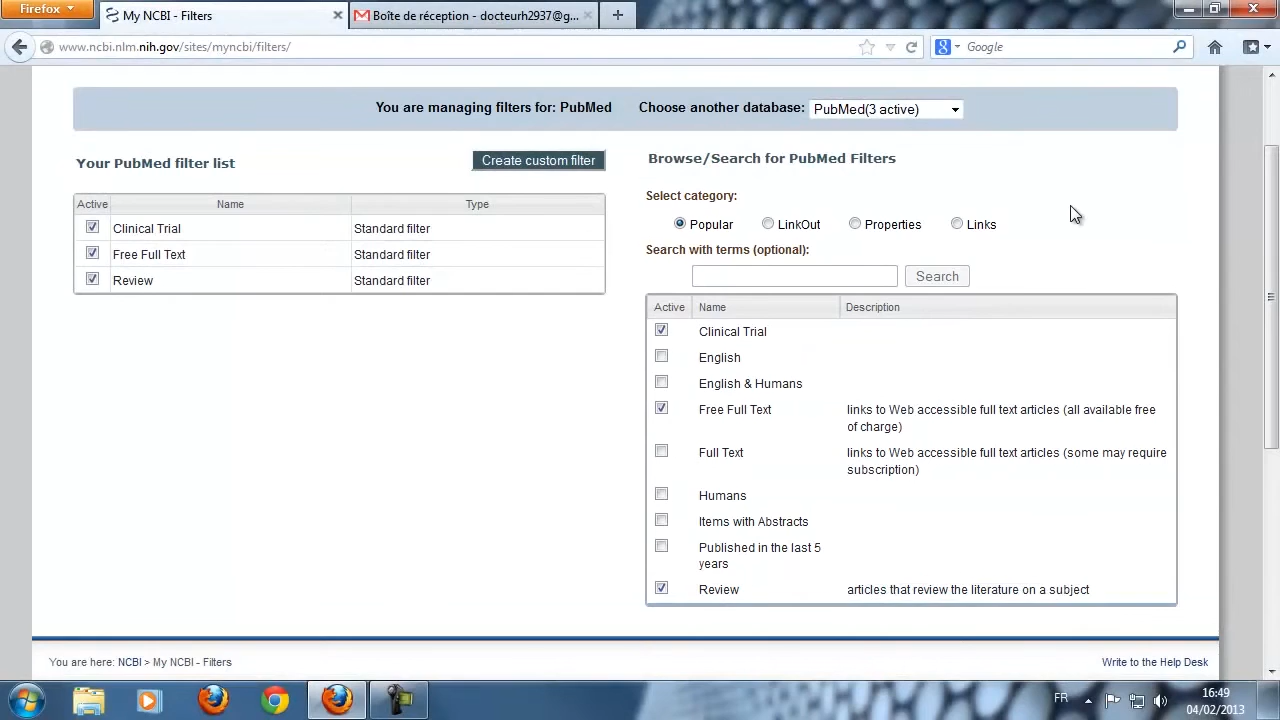 Firefox
My NCBI - Filters
Boîte de réception - docteurh2937@g...
www.ncbi.nlm.nih.gov/sites/myncbi/filters/
Google
You are managing filters for: PubMed
Choose another database:
PubMed(3 active)
Your PubMed filter list
Create custom filter
Active Name Type
Clinical Trial Standard filter
Free Full Text Standard filter
Review Standard filter
Browse/Search for PubMed Filters
Select category:
Popular LinkOut Properties Links
Search with terms (optional):
Search
Active Name Description
Clinical Trial
English
English & Humans
Free Full Text links to Web accessible full text articles (all available free
of charge)
Full Text links to Web accessible full text articles (some may require
subscription)
Humans
Items with Abstracts
Published in the last 5
years
Review articles that review the literature on a subject
You are here: NCBI > My NCBI - Filters
Write to the Help Desk
FR
16:49
04/02/2013